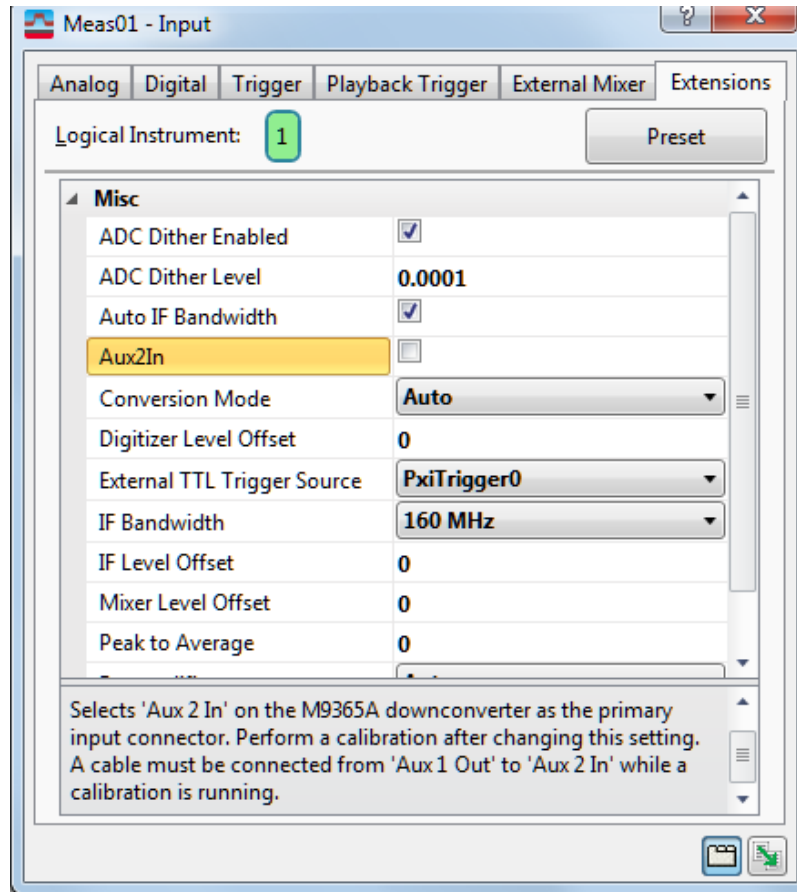 Meas01 - Input
Analog Digital Trigger Playback Trigger External Mixer Extensions
Logical Instrument: 1 Preset
Misc
ADC Dither Enabled
ADC Dither Level 0.0001
Auto IF Bandwidth
Aux2In
Conversion Mode Auto
Digitizer Level Offset 0
External TTL Trigger Source PxiTrigger0
IF Bandwidth 160 MHz
IF Level Offset 0
Mixer Level Offset 0
Peak to Average 0
Selects 'Aux 2 In' on the M9365A downconverter as the primary
input connector. Perform a calibration after changing this setting.
A cable must be connected from 'Aux 1 Out' to 'Aux 2 In' while a
calibration is running.